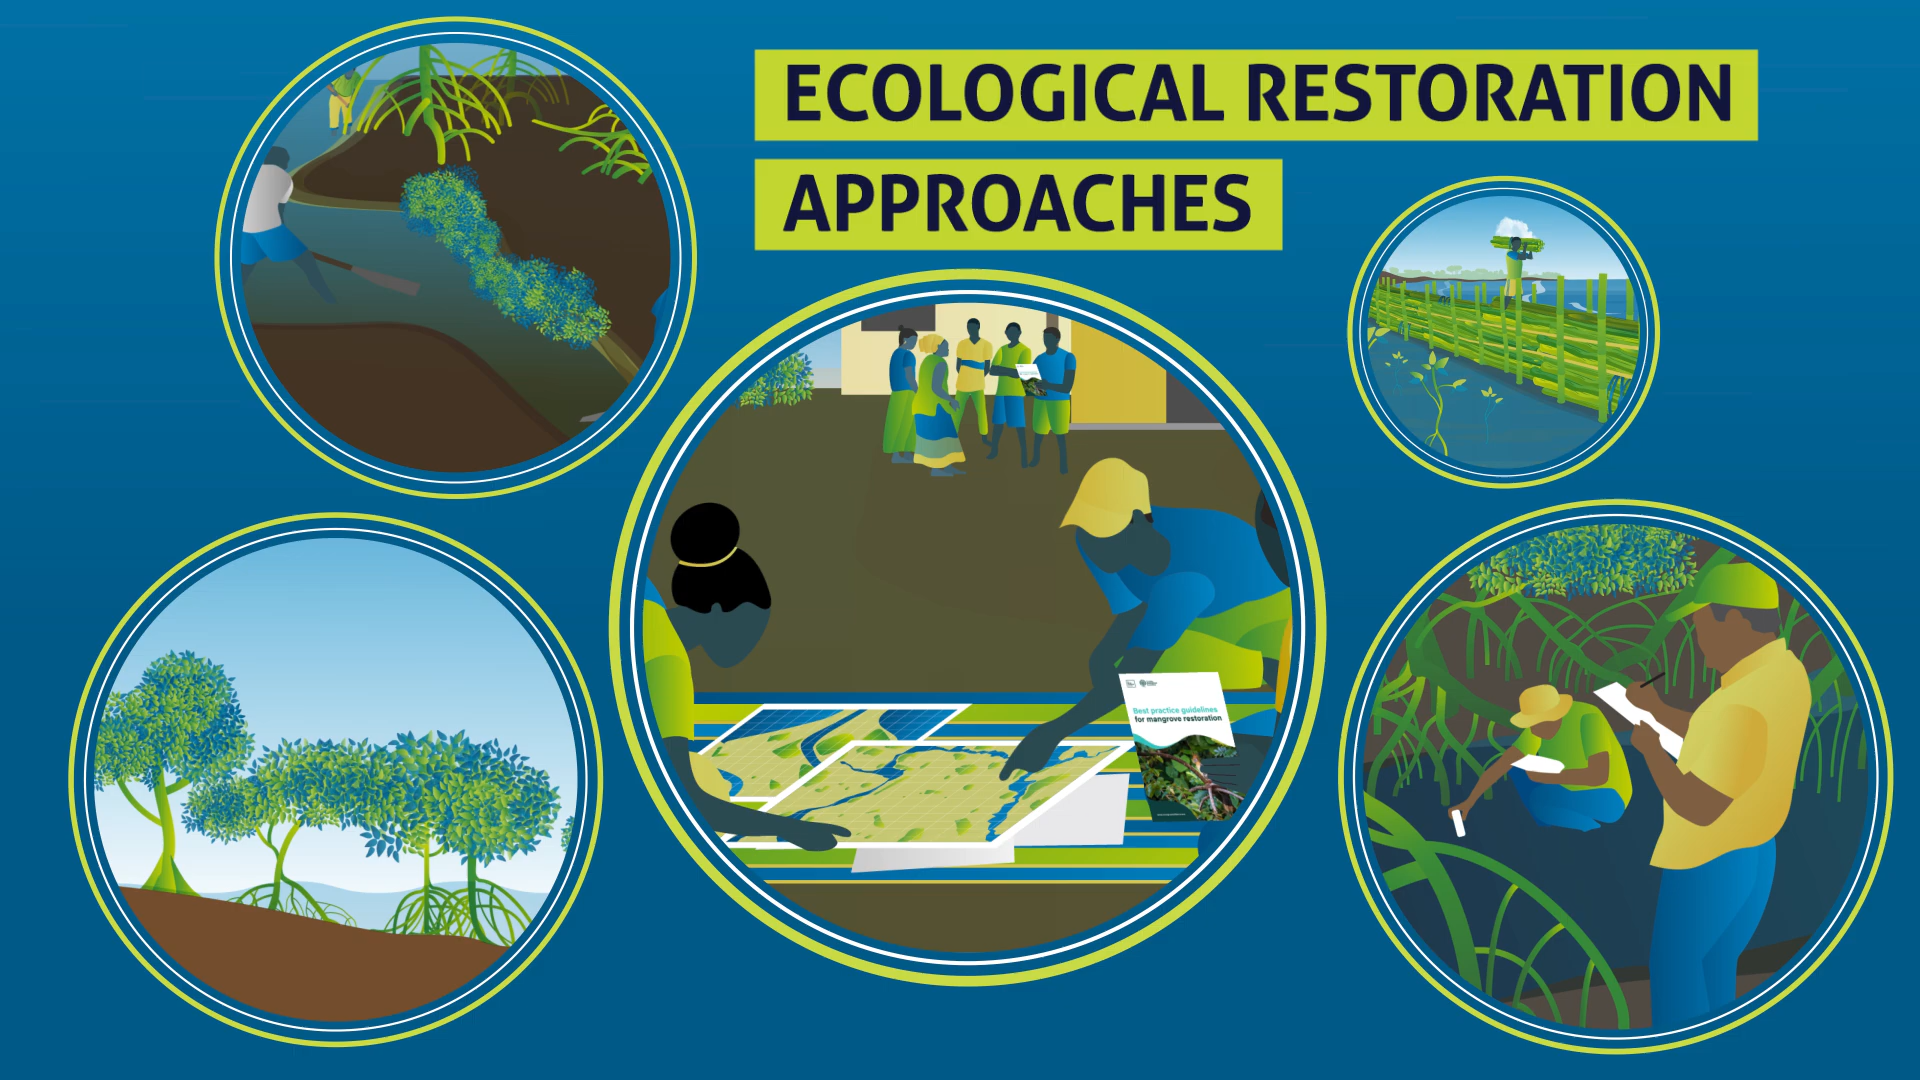 ECOLOGICAL RESTORATION
APPROACHES
Best practice guidelines
for mangrove restoration